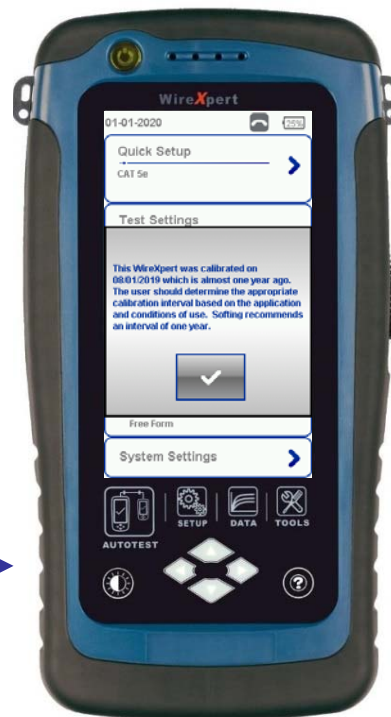 WireXpert
01-01-2020
25%
Quick Setup
CAT 5e
Test Settings
This WireXpert was calibrated on
08/01/2019 which is almost one year ago.
The user should determine the appropriate
calibration interval based on the application
and conditions of use. Softing recommends
an interval of one year.
Free Form
System Settings
AUTOTEST
SETUP
DATA
TOOLS
?